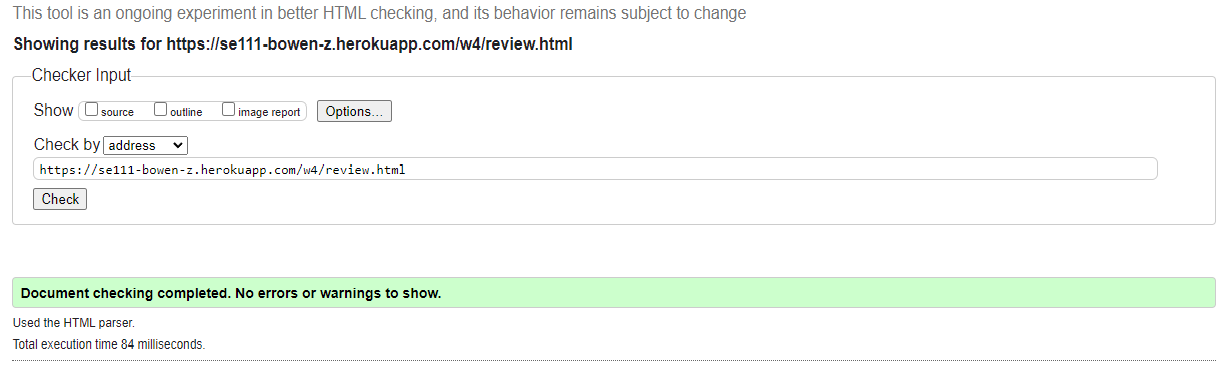 This tool is an ongoing experiment in better HTML checking, and its behavior remains subject to change
Showing results for https://se111-bowen-z.herokuapp.com/w4/review.html
Checker Input
Show source outline image report Options...
Check by address
https://se111-bowen-z.herokuapp.com/w4/review.html
Check
Document checking completed. No errors or warnings to show.
Used the HTML parser.
Total execution time 84 milliseconds.